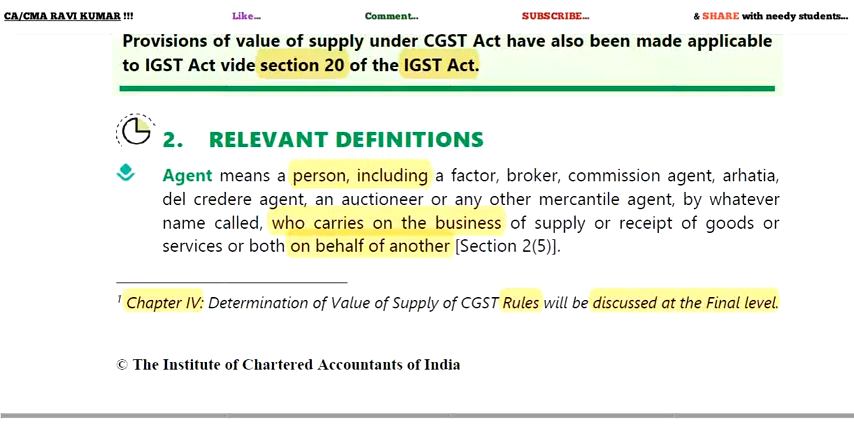 CA/CMA RAVI KUMAR !!! Like... Comment... SUBSCRIBE... & SHARE with needy students...
Provisions of value of supply under CGST Act have also been made applicable
to IGST Act vide section 20 of the IGST Act.
2. RELEVANT DEFINITIONS
Agent means a person, including a factor, broker, commission agent, arhatia,
del credere agent, an auctioneer or any other mercantile agent, by whatever
name called, who carries on the business of supply or receipt of goods or
services or both on behalf of another [Section 2(5)].
1 Chapter IV: Determination of Value of Supply of CGST Rules will be discussed at the Final level.
© The Institute of Chartered Accountants of India